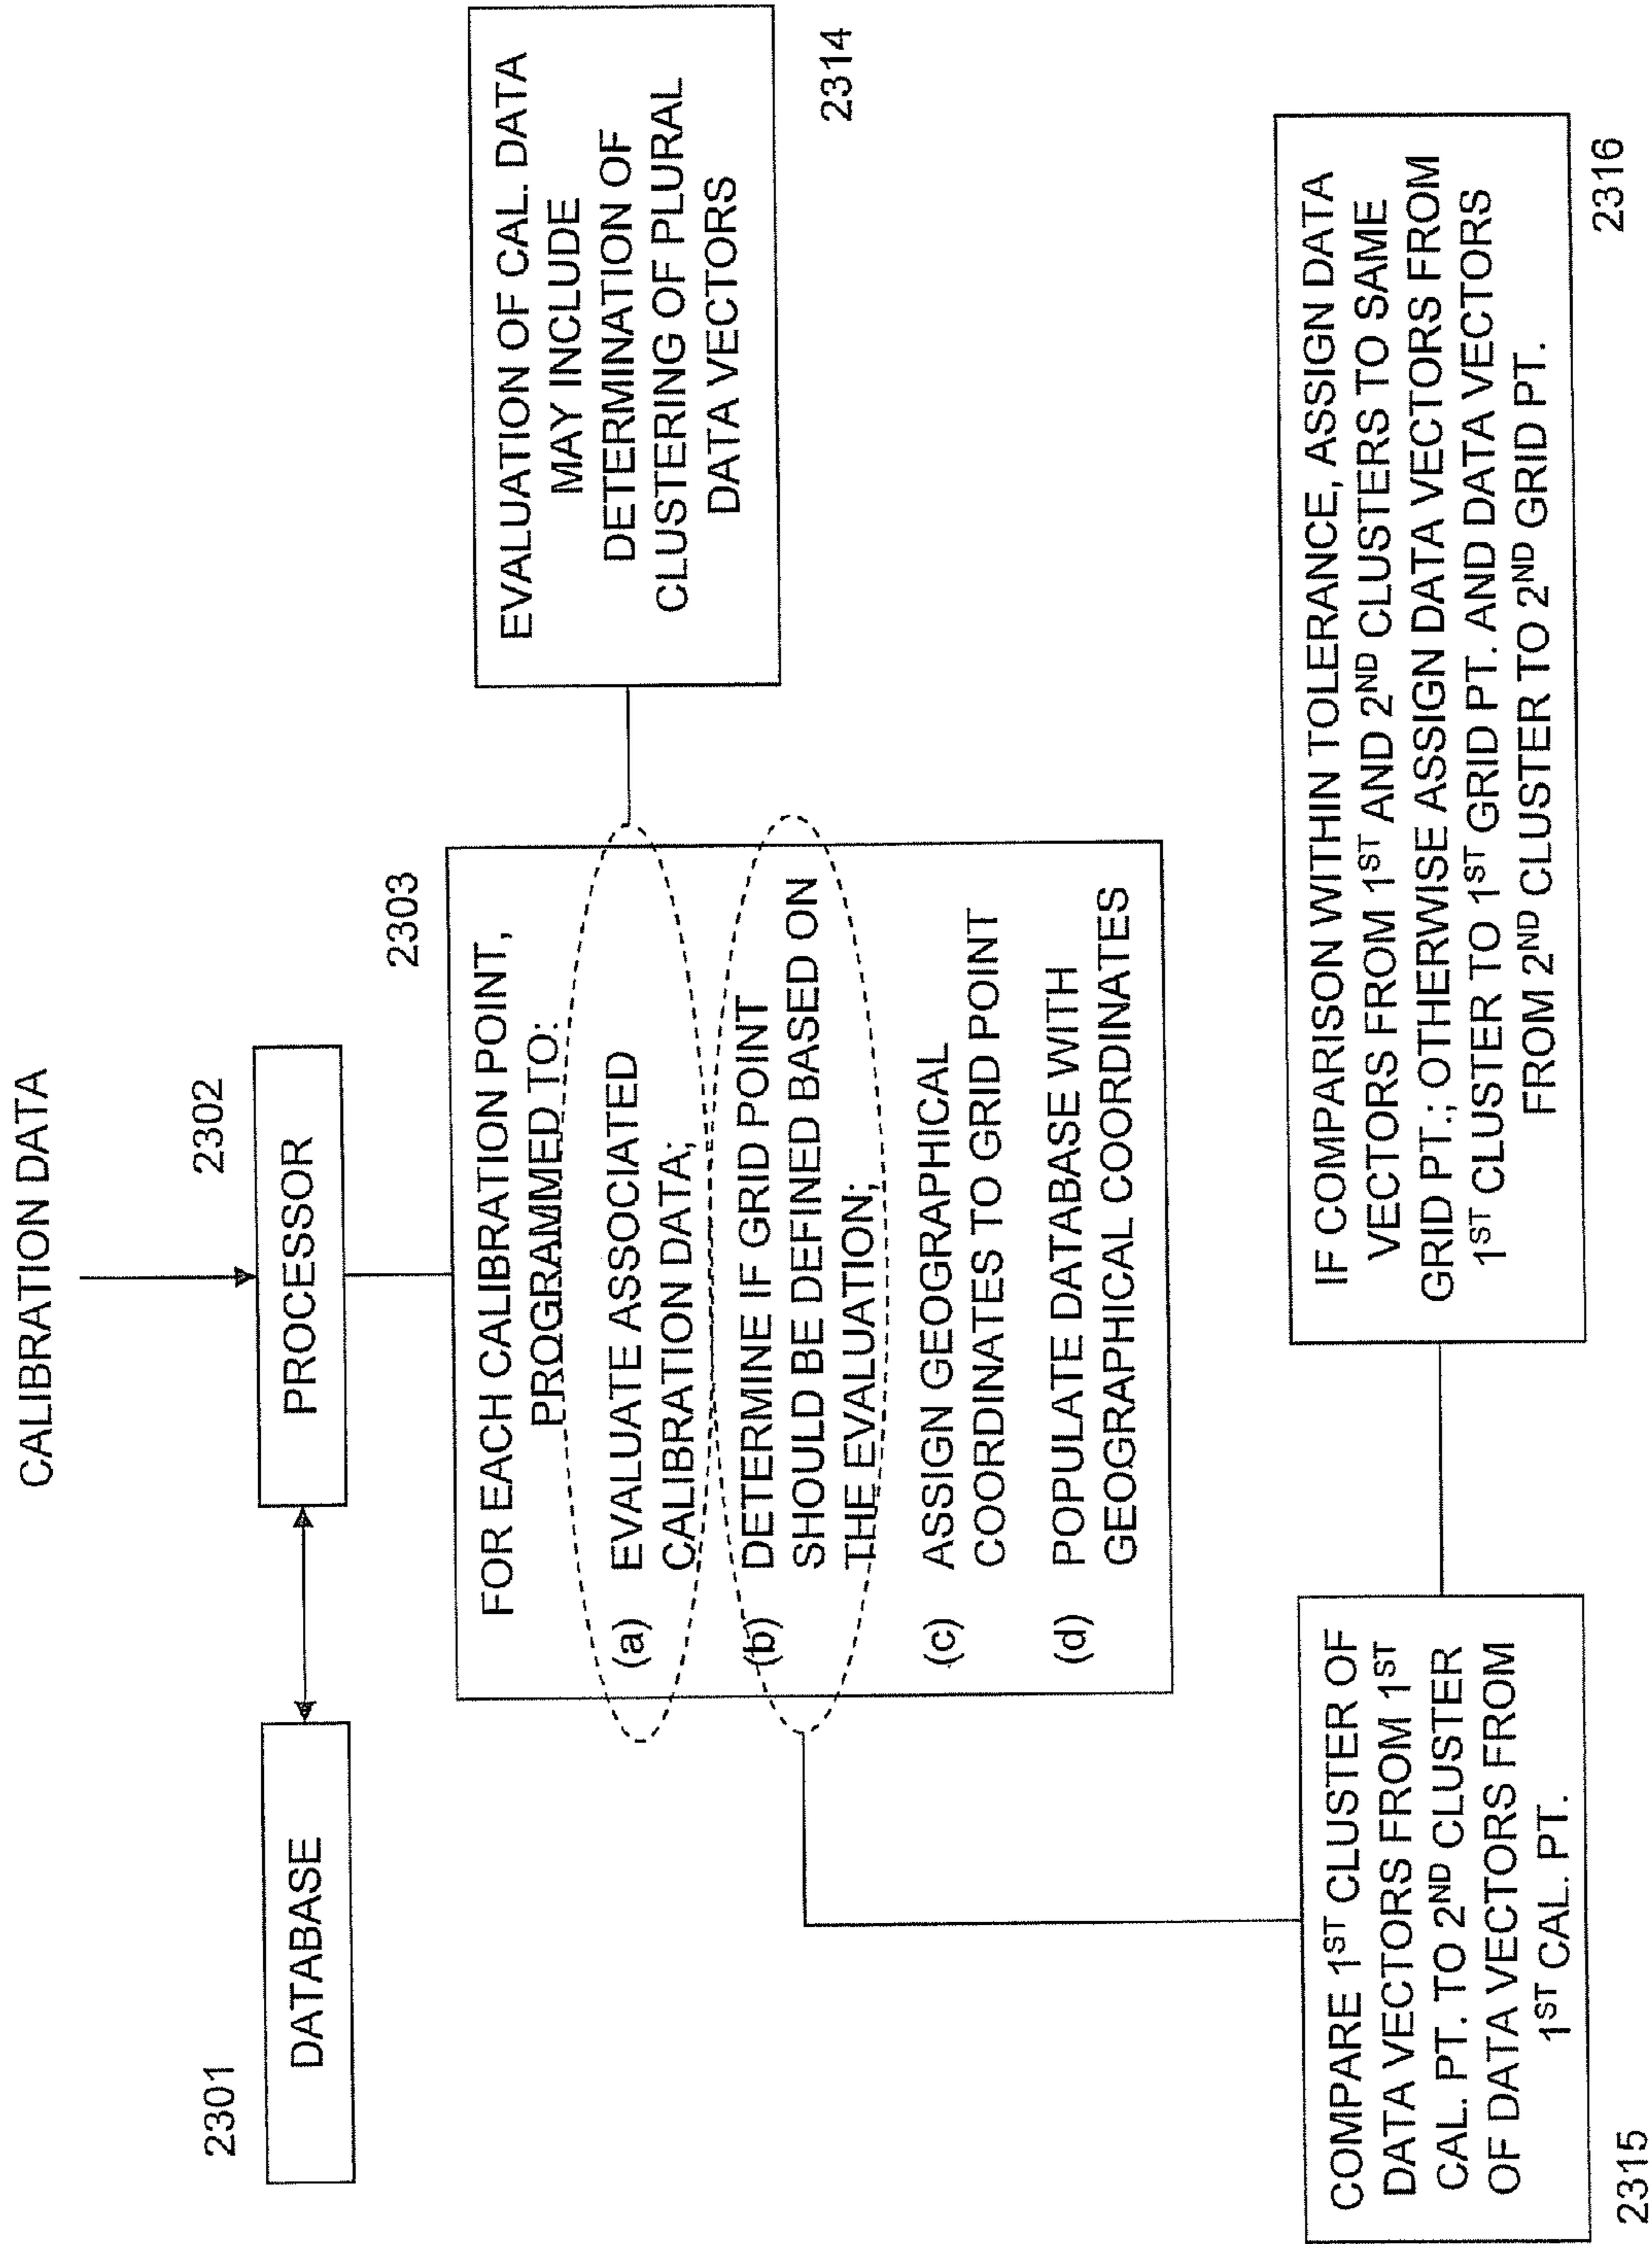 CALIBRATION DATA
2301
DATABASE
2302
PROCESSOR
2303
FOR EACH CALIBRATION POINT,
PROGRAMMED TO:
(a) EVALUATE ASSOCIATED
CALIBRATION DATA;
(b) DETERMINE IF GRID POINT
SHOULD BE DEFINED BASED ON
THE EVALUATION;
(c) ASSIGN GEOGRAPHICAL
COORDINATES TO GRID POINT
(d) POPULATE DATABASE WITH
GEOGRAPHICAL COORDINATES
EVALUATION OF CAL. DATA
MAY INCLUDE
DETERMINATION OF
CLUSTERING OF PLURAL
DATA VECTORS
2314
COMPARE 1ST CLUSTER OF
DATA VECTORS FROM 1ST
CAL. PT. TO 2ND CLUSTER
OF DATA VECTORS FROM
1ST CAL. PT.
2315
IF COMPARISON WITHIN TOLERANCE, ASSIGN DATA
VECTORS FROM 1ST AND 2ND CLUSTERS TO SAME
GRID PT.; OTHERWISE ASSIGN DATA VECTORS FROM
1ST CLUSTER TO 1ST GRID PT. AND DATA VECTORS
FROM 2ND CLUSTER TO 2ND GRID PT.
2316